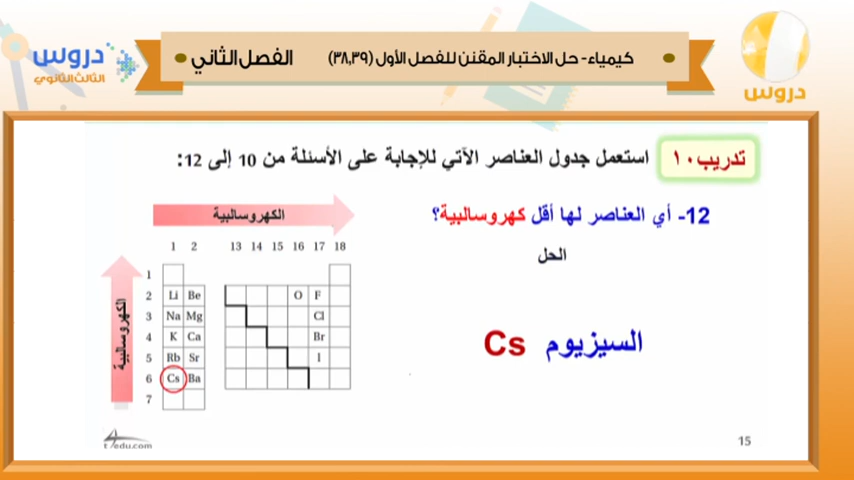 دروس
الثالث الثانوي
كيمياء- حل الاختبار المقنن للفصل الأول (٣٨,٣٩) الفصل الثاني
دروس
تدريب١٠ استعمل جدول العناصر الآتي للإجابة على الأسئلة من 10 إلى 12:
12- أي العناصر لها أقل كهروسالبية؟
الحل
السيزيوم Cs
الكهروسالبية
1 2 13 14 15 16 17 18
الكهروسالبية
1
2 Li Be O F
3 Na Mg Cl
4 K Ca Br
5 Rb Sr I
6 Cs Ba
7
t4edu.com
15